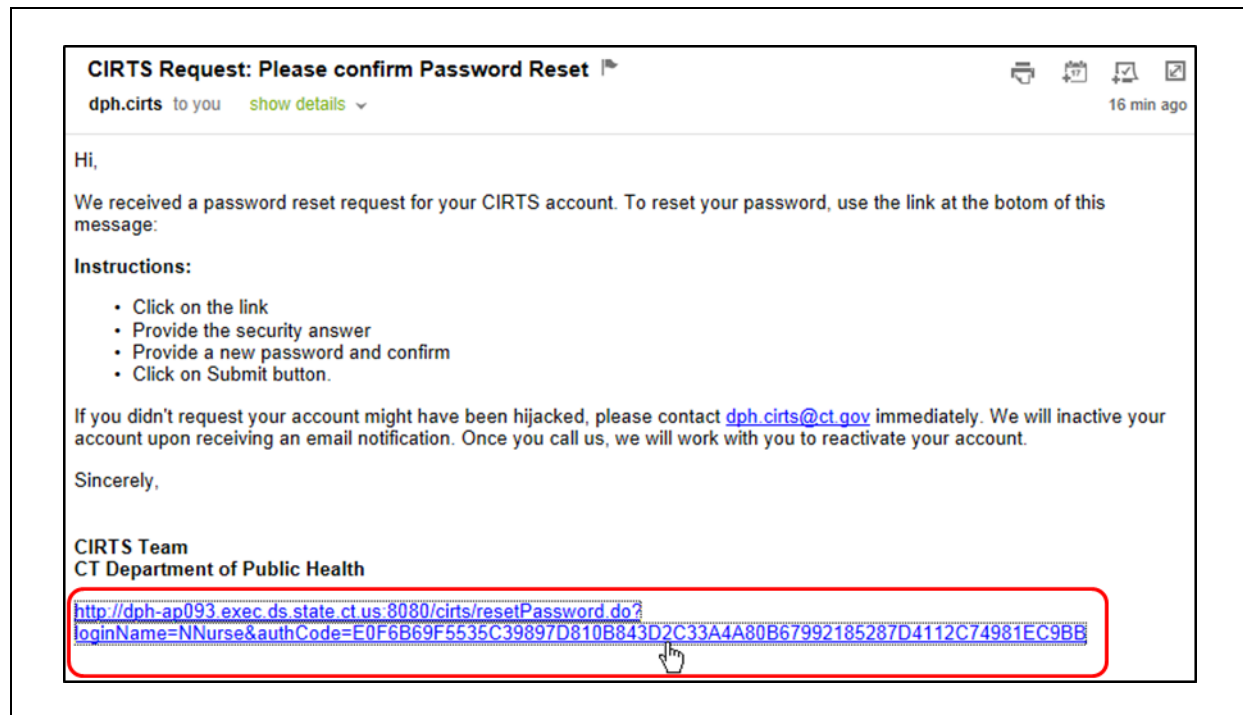 CIRTS Request: Please confirm Password Reset
dph.cirts to you show details
17
16 min ago
Hi,
We received a password reset request for your CIRTS account. To reset your password, use the link at the botom of this
message:
Instructions:
• Click on the link
• Provide the security answer
• Provide a new password and confirm
• Click on Submit button.
If you didn't request your account might have been hijacked, please contact dph.cirts@ct.gov immediately. We will inactive your
account upon receiving an email notification. Once you call us, we will work with you to reactivate your account.
Sincerely,
CIRTS Team
CT Department of Public Health
http://dph-ap093.exec.ds.state.ct.us:8080/cirts/resetPassword.do?
loginName=NNurse&authCode=E0F6B69F5535C39897D810B843D2C33A4A80B67992185287D4112C74981EC9BB